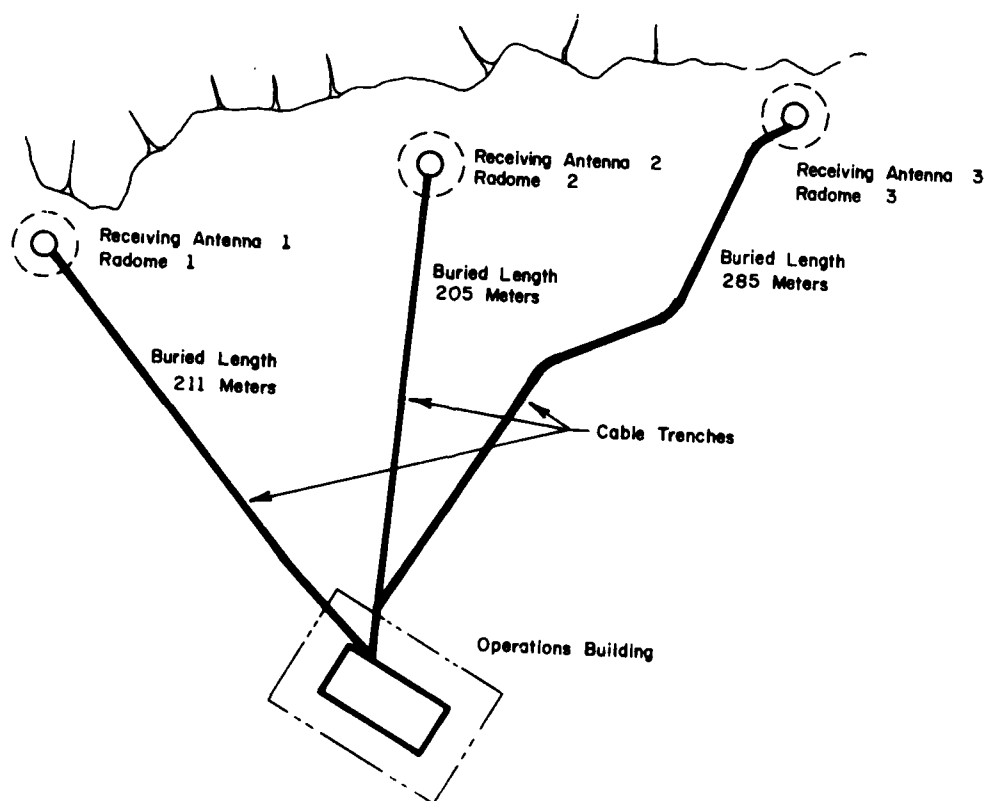 Receiving Antenna 1
Radome 1
Receiving Antenna 2
Radome 2
Receiving Antenna 3
Radome 3
Buried Length
211 Meters
Buried Length
205 Meters
Buried Length
285 Meters
Cable Trenches
Operations Building